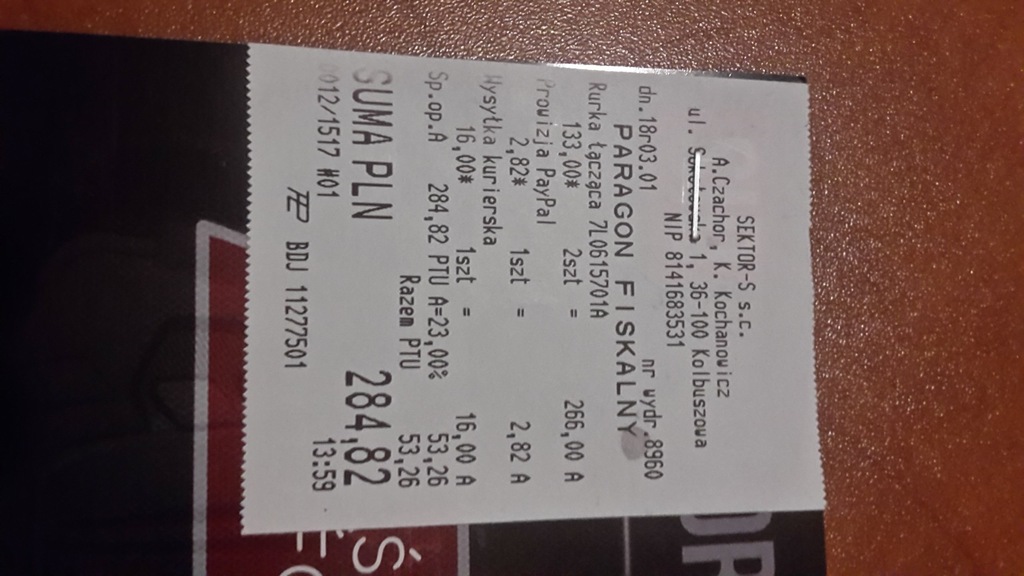 SEKTOR-S s.c.
A.Czachor, K. Kochanowicz
ul. 1, 36-100 Kolbuszowa
NIP 8141683531
dn.18r03.01 nr wydr.8960
PARAGON FISKALNY
Rurka łącząca 7L0615701A
133,00* 2szt = 266,00 A
Prowizja PayPal
2,82* 1szt = 2,82 A
Wysyłka kurierska
16,00* 1szt = 16,00 A
Sp.op.A 284,82 PTU A=23,00% 53,26
Razem PTU 53,26
SUMA PLN 284,82
0012/1517 #01 13:59
BDJ 11277501
Ś